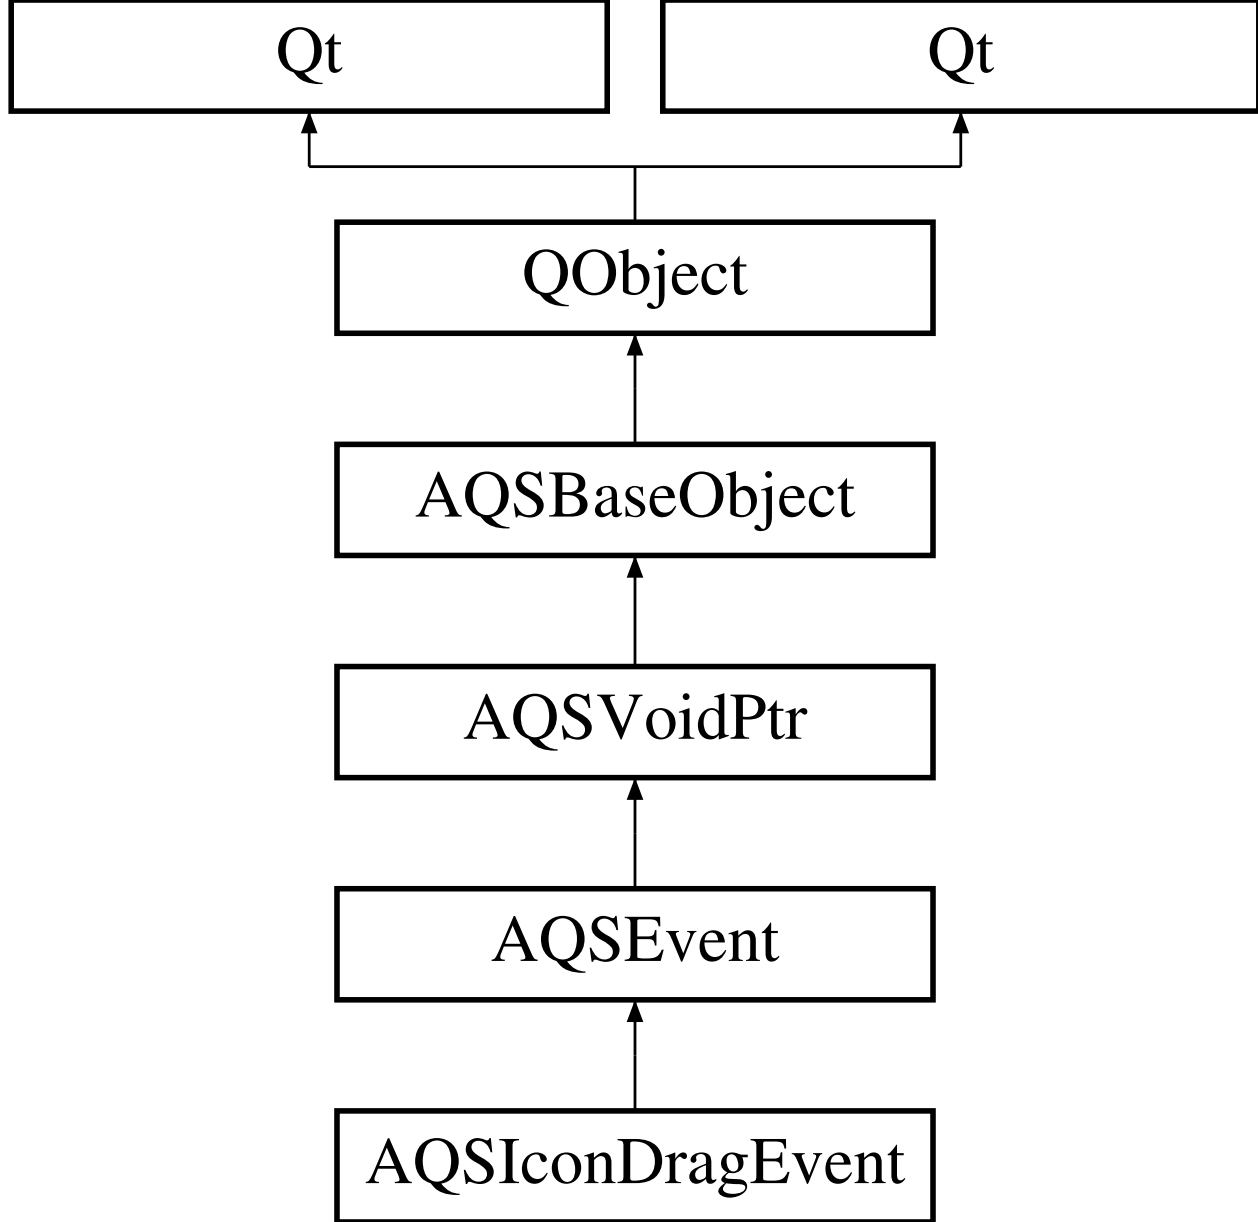 Qt
Qt
QObject
AQSBaseObject
AQSVoidPtr
AQSEvent
AQSIconDragEvent